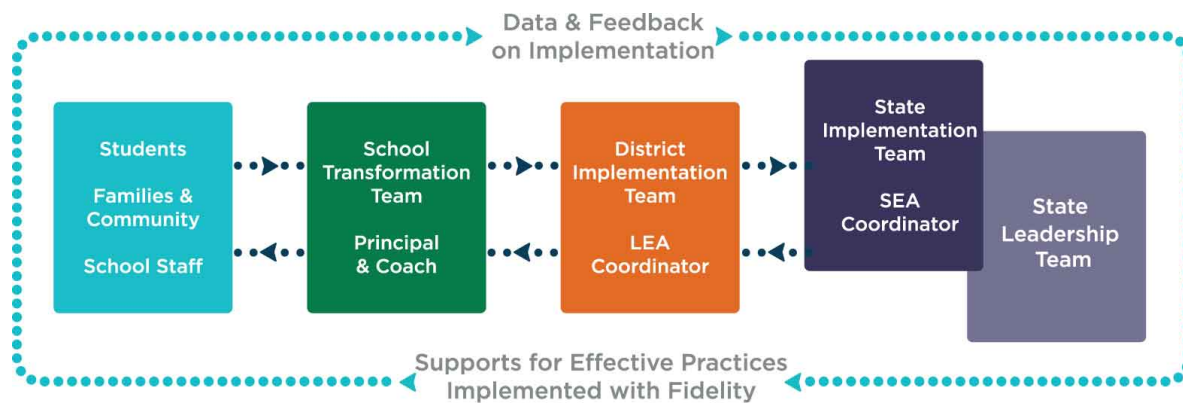 Data & Feedback
on Implementation
Students
Families &
Community
School Staff
School
Transformation
Team
Principal
& Coach
District
Implementation
Team
LEA
Coordinator
State
Implementation
Team
SEA
Coordinator
State
Leadership
Team
Supports for Effective Practices
Implemented with Fidelity